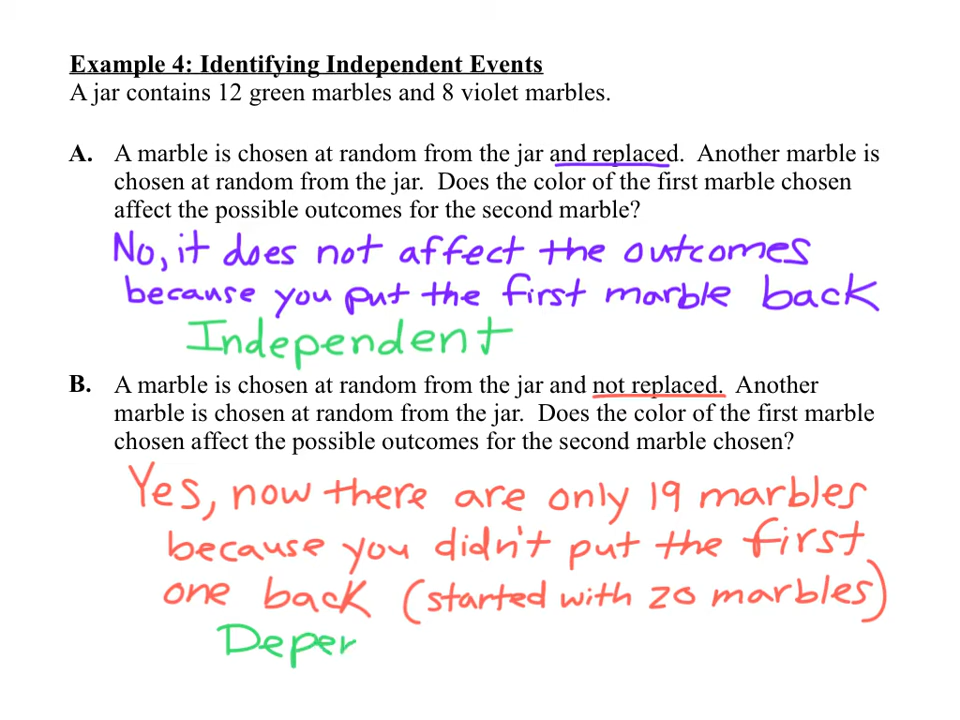 Example 4: Identifying Independent Events
A jar contains 12 green marbles and 8 violet marbles.
A. A marble is chosen at random from the jar and replaced. Another marble is
chosen at random from the jar. Does the color of the first marble chosen
affect the possible outcomes for the second marble?
No, it does not affect the outcomes
because you put the first marble back
Independent
B. A marble is chosen at random from the jar and not replaced. Another
marble is chosen at random from the jar. Does the color of the first marble
chosen affect the possible outcomes for the second marble chosen?
Yes, now there are only 19 marbles
because you didn't put the first
one back (started with 20 marbles)
Deper